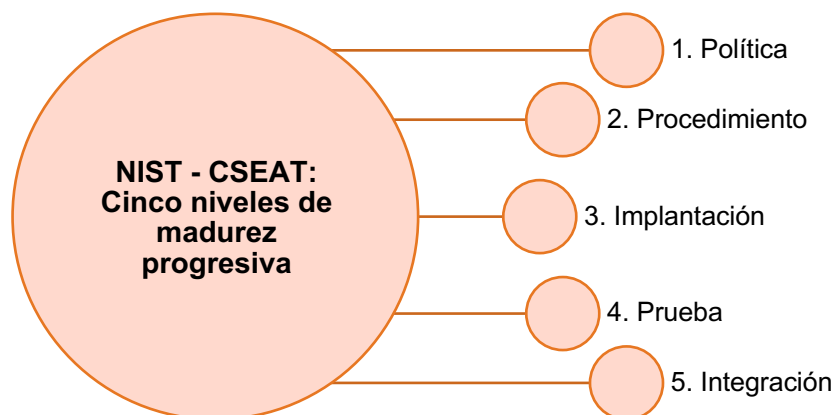 NIST - CSEAT:
Cinco niveles de
madurez
progresiva
1. Política
2. Procedimiento
3. Implantación
4. Prueba
5. Integración